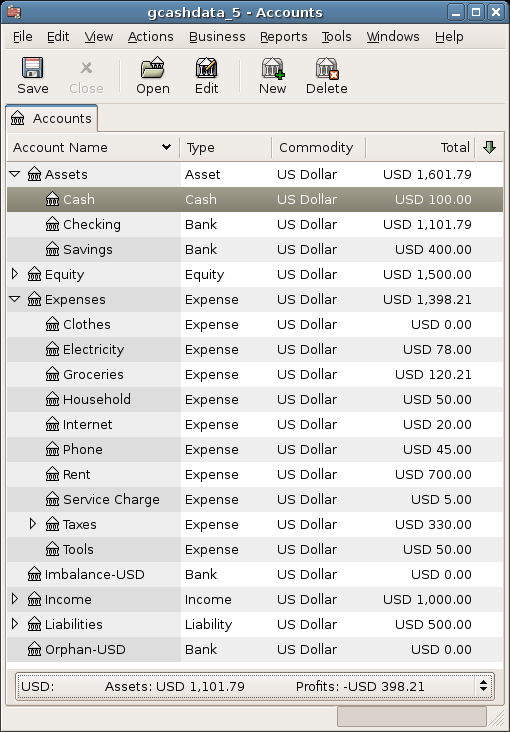 gcashdata_5 - Accounts
File Edit View Actions Business Reports Tools Windows Help
Save Close Open Edit New Delete
Accounts
Account Name Type Commodity Total
Assets Asset US Dollar USD 1,601.79
Cash Cash US Dollar USD 100.00
Checking Bank US Dollar USD 1,101.79
Savings Bank US Dollar USD 400.00
Equity Equity US Dollar USD 1,500.00
Expenses Expense US Dollar USD 1,398.21
Clothes Expense US Dollar USD 0.00
Electricity Expense US Dollar USD 78.00
Groceries Expense US Dollar USD 120.21
Household Expense US Dollar USD 50.00
Internet Expense US Dollar USD 20.00
Phone Expense US Dollar USD 45.00
Rent Expense US Dollar USD 700.00
Service Charge Expense US Dollar USD 5.00
Taxes Expense US Dollar USD 330.00
Tools Expense US Dollar USD 50.00
Imbalance-USD Bank US Dollar USD 0.00
Income Income US Dollar USD 1,000.00
Liabilities Liability US Dollar USD 500.00
Orphan-USD Bank US Dollar USD 0.00
USD: Assets: USD 1,101.79 Profits: -USD 398.21